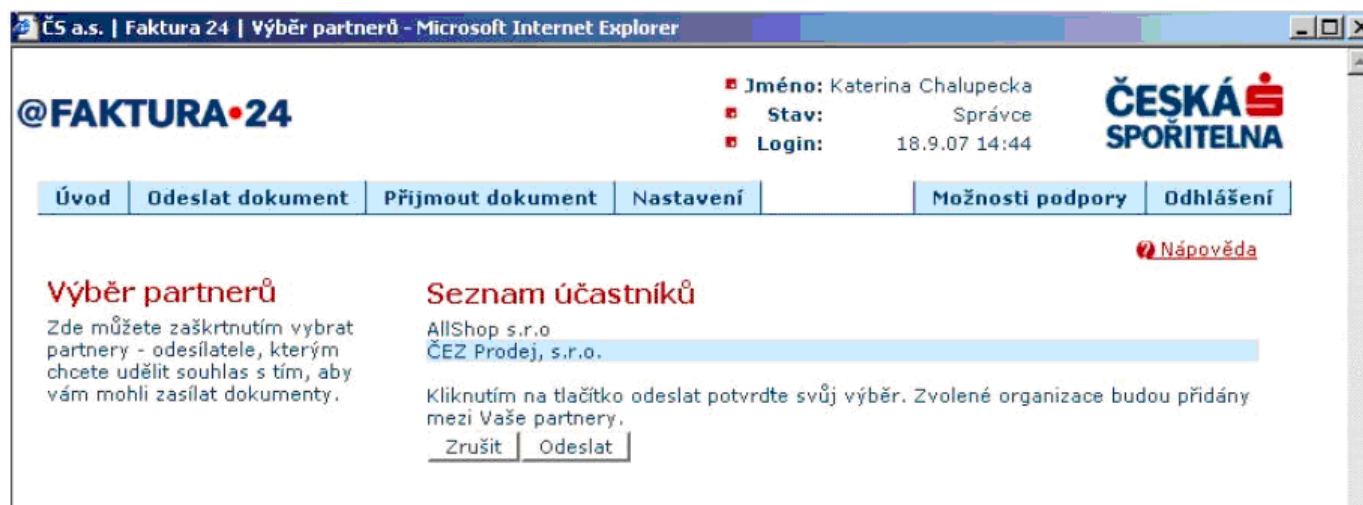 ČS a.s. | Faktura 24 | Výběr partnerů - Microsoft Internet Explorer
@FAKTURA•24
Jméno: Katerina Chalupecka
Stav: Správce
Login: 18.9.07 14:44
ČESKÁ
SPOŘITELNA
Úvod Odeslat dokument Přijmout dokument Nastavení Možnosti podpory Odhlášení
Nápověda
Výběr partnerů
Zde můžete zaškrtnutím vybrat
partnery - odesílatele, kterým
chcete udělit souhlas s tím, aby
vám mohli zasílat dokumenty.
Seznam účastníků
AllShop s.r.o
ČEZ Prodej, s.r.o.
Kliknutím na tlačítko odeslat potvrďte svůj výběr. Zvolené organizace budou přidány
mezi Vaše partnery.
Zrušit Odeslat